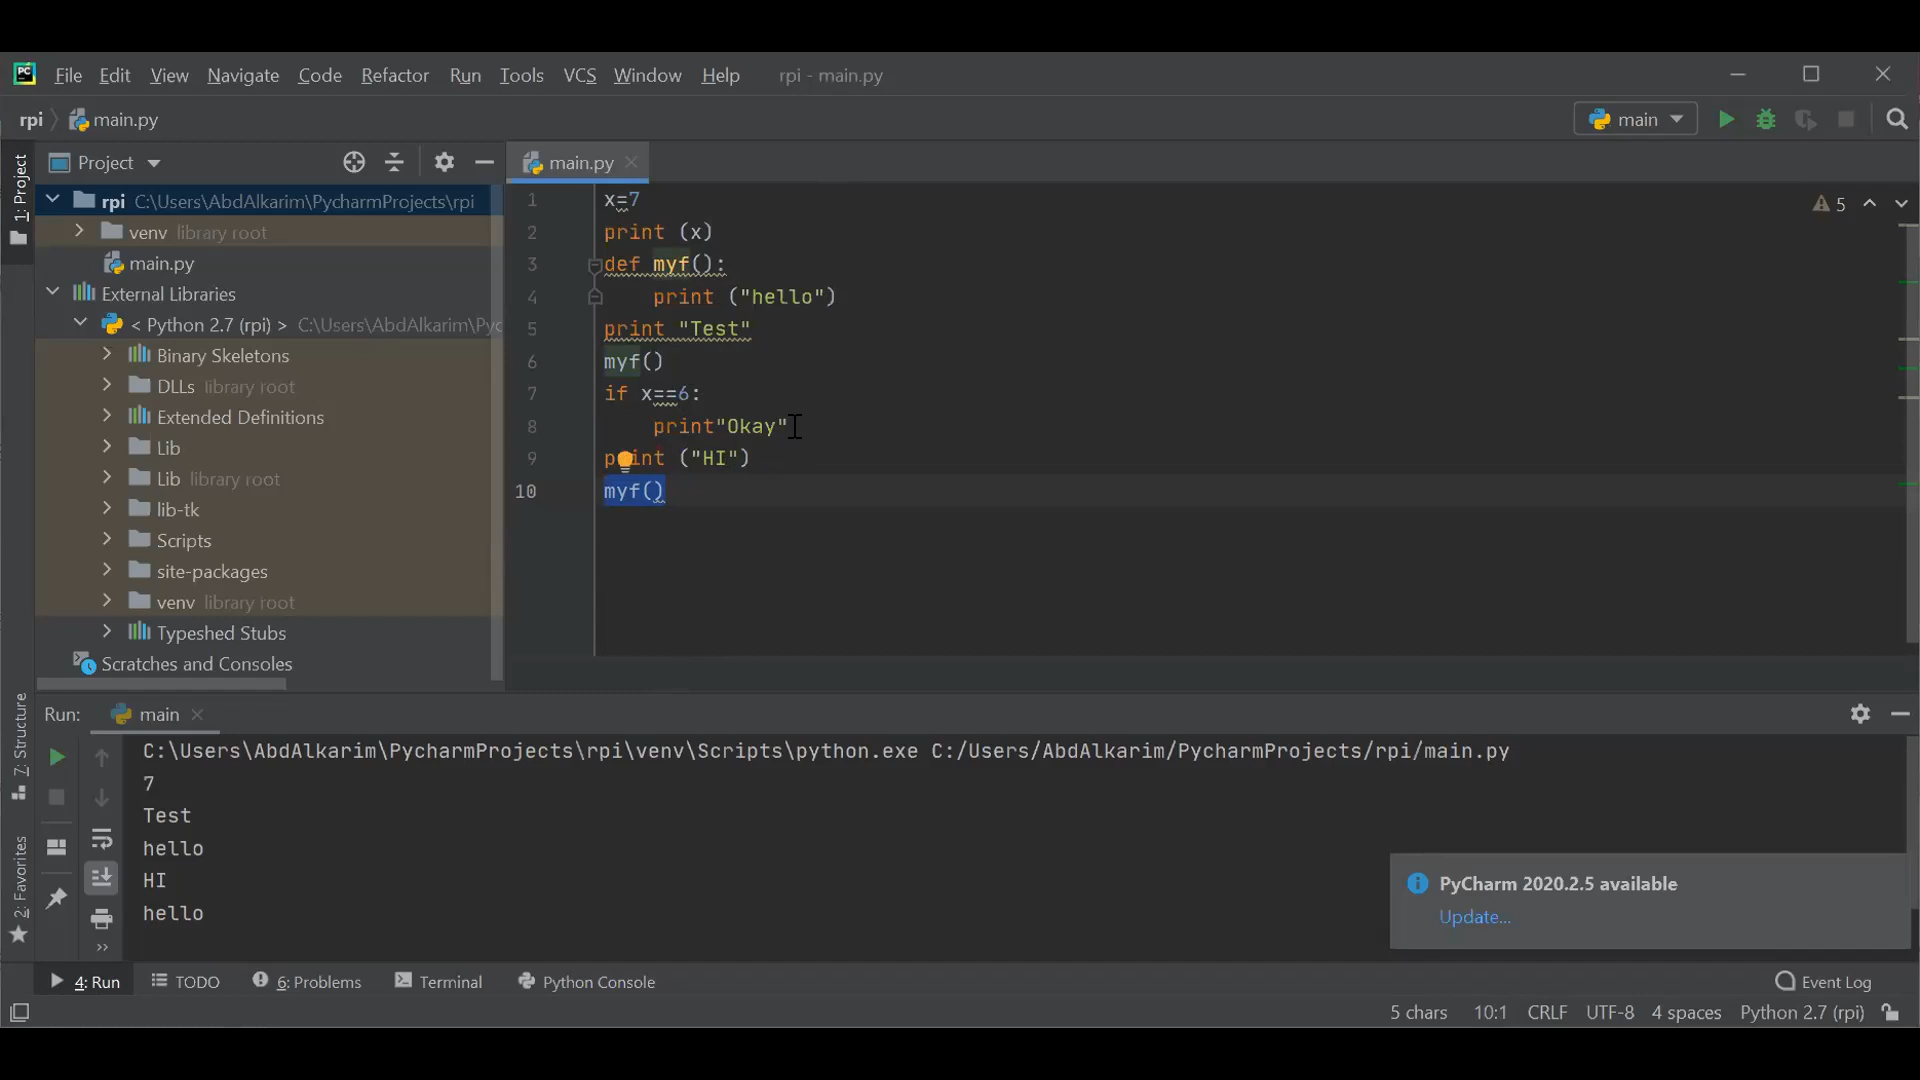 PC File Edit View Navigate Code Refactor Run Tools VCS Window Help rpi - main.py
rpi main.py main
1: Project
Project
rpi C:\Users\AbdAlkarim\PycharmProjects\rpi
venv library root
main.py
External Libraries
< Python 2.7 (rpi) > C:\Users\AbdAlkarim\Pyc
Binary Skeletons
DLLs library root
Extended Definitions
Lib
Lib library root
lib-tk
Scripts
site-packages
venv library root
Typeshed Stubs
Scratches and Consoles
main.py
5
1 x=7
2 print (x)
3 def myf():
4 print ("hello")
5 print "Test"
6 myf()
7 if x==6:
8 print"Okay"
9 print ("HI")
10 myf()
Z: Structure
2: Favorites
Run: main
C:\Users\AbdAlkarim\PycharmProjects\rpi\venv\Scripts\python.exe C:/Users/AbdAlkarim/PycharmProjects/rpi/main.py
7
Test
hello
HI
hello
PyCharm 2020.2.5 available
Update...
4: Run TODO 6: Problems Terminal Python Console Event Log
5 chars 10:1 CRLF UTF-8 4 spaces Python 2.7 (rpi)